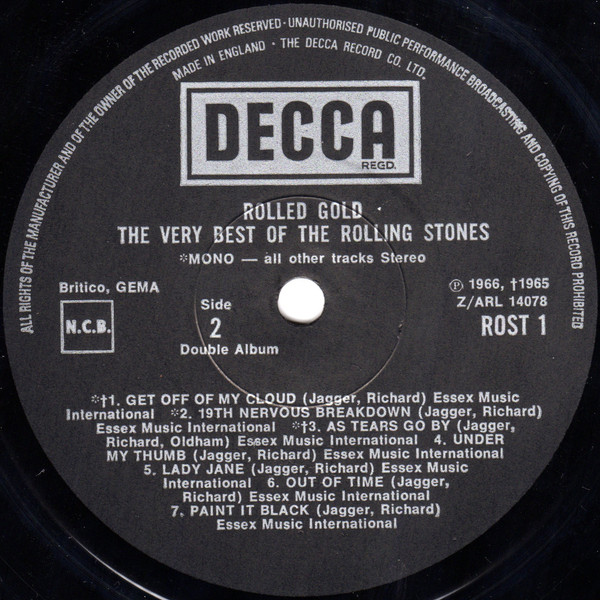 ALL RIGHTS OF THE MANUFACTURER AND OF THE OWNER OF THE RECORDED WORK RESERVED · UNAUTHORISED PUBLIC PERFORMANCE BROADCASTING AND COPYING OF THIS RECORD PROHIBITED
MADE IN ENGLAND · THE DECCA RECORD CO. LTD.
DECCA
REGD.
ROLLED GOLD
THE VERY BEST OF THE ROLLING STONES
*MONO — all other tracks Stereo
Britico, GEMA
N.C.B.
Side
2
Double Album
Ⓟ 1966, †1965
Z/ARL 14078
ROST 1
*†1. GET OFF OF MY CLOUD (Jagger, Richard) Essex Music
International *2. 19TH NERVOUS BREAKDOWN (Jagger, Richard)
Essex Music International *†3. AS TEARS GO BY (Jagger,
Richard, Oldham) Essex Music International 4. UNDER
MY THUMB (Jagger, Richard) Essex Music International
5. LADY JANE (Jagger, Richard) Essex Music
International 6. OUT OF TIME (Jagger,
Richard) Essex Music International
7, PAINT IT BLACK (Jagger, Richard)
Essex Music International